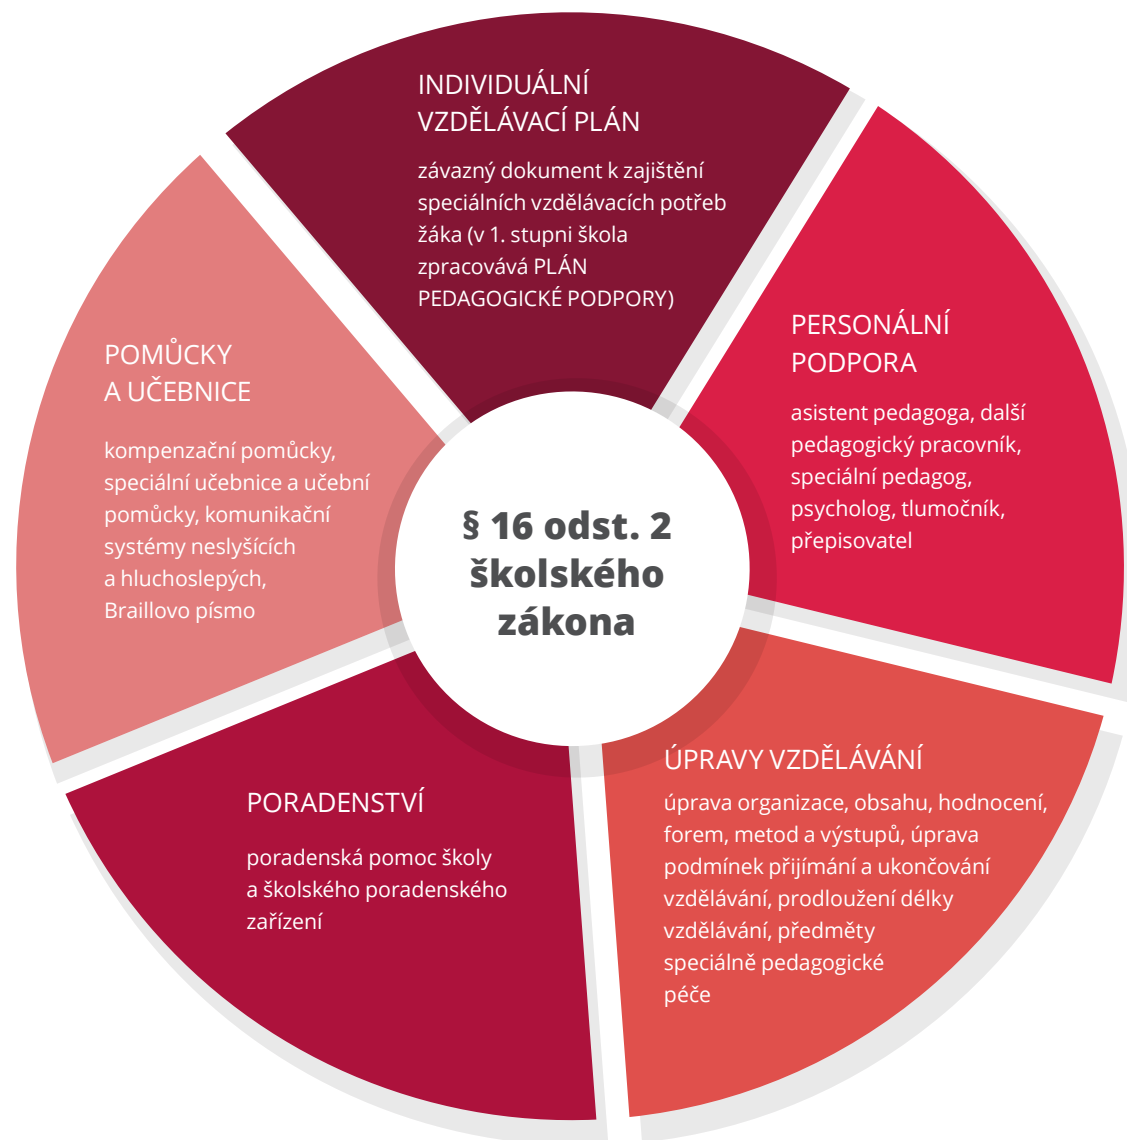 INDIVIDUÁLNÍ
VZDĚLÁVACÍ PLÁN
závazný dokument k zajištění
speciálních vzdělávacích potřeb
žáka (v 1. stupni škola
zpracovává PLÁN
PEDAGOGICKÉ PODPORY)
PERSONÁLNÍ
PODPORA
asistent pedagoga, další
pedagogický pracovník,
speciální pedagog,
psycholog, tlumočník,
přepisovatel
ÚPRAVY VZDĚLÁVÁNÍ
úprava organizace, obsahu, hodnocení,
forem, metod a výstupů, úprava
podmínek přijímání a ukončování
vzdělávání, prodloužení délky
vzdělávání, předměty
speciálně pedagogické
péče
PORADENSTVÍ
poradenská pomoc školy
a školského poradenského
zařízení
POMŮCKY
A UČEBNICE
kompenzační pomůcky,
speciální učebnice a učební
pomůcky, komunikační
systémy neslyšících
a hluchoslepých,
Braillovo písmo
§ 16 odst. 2
školského
zákona